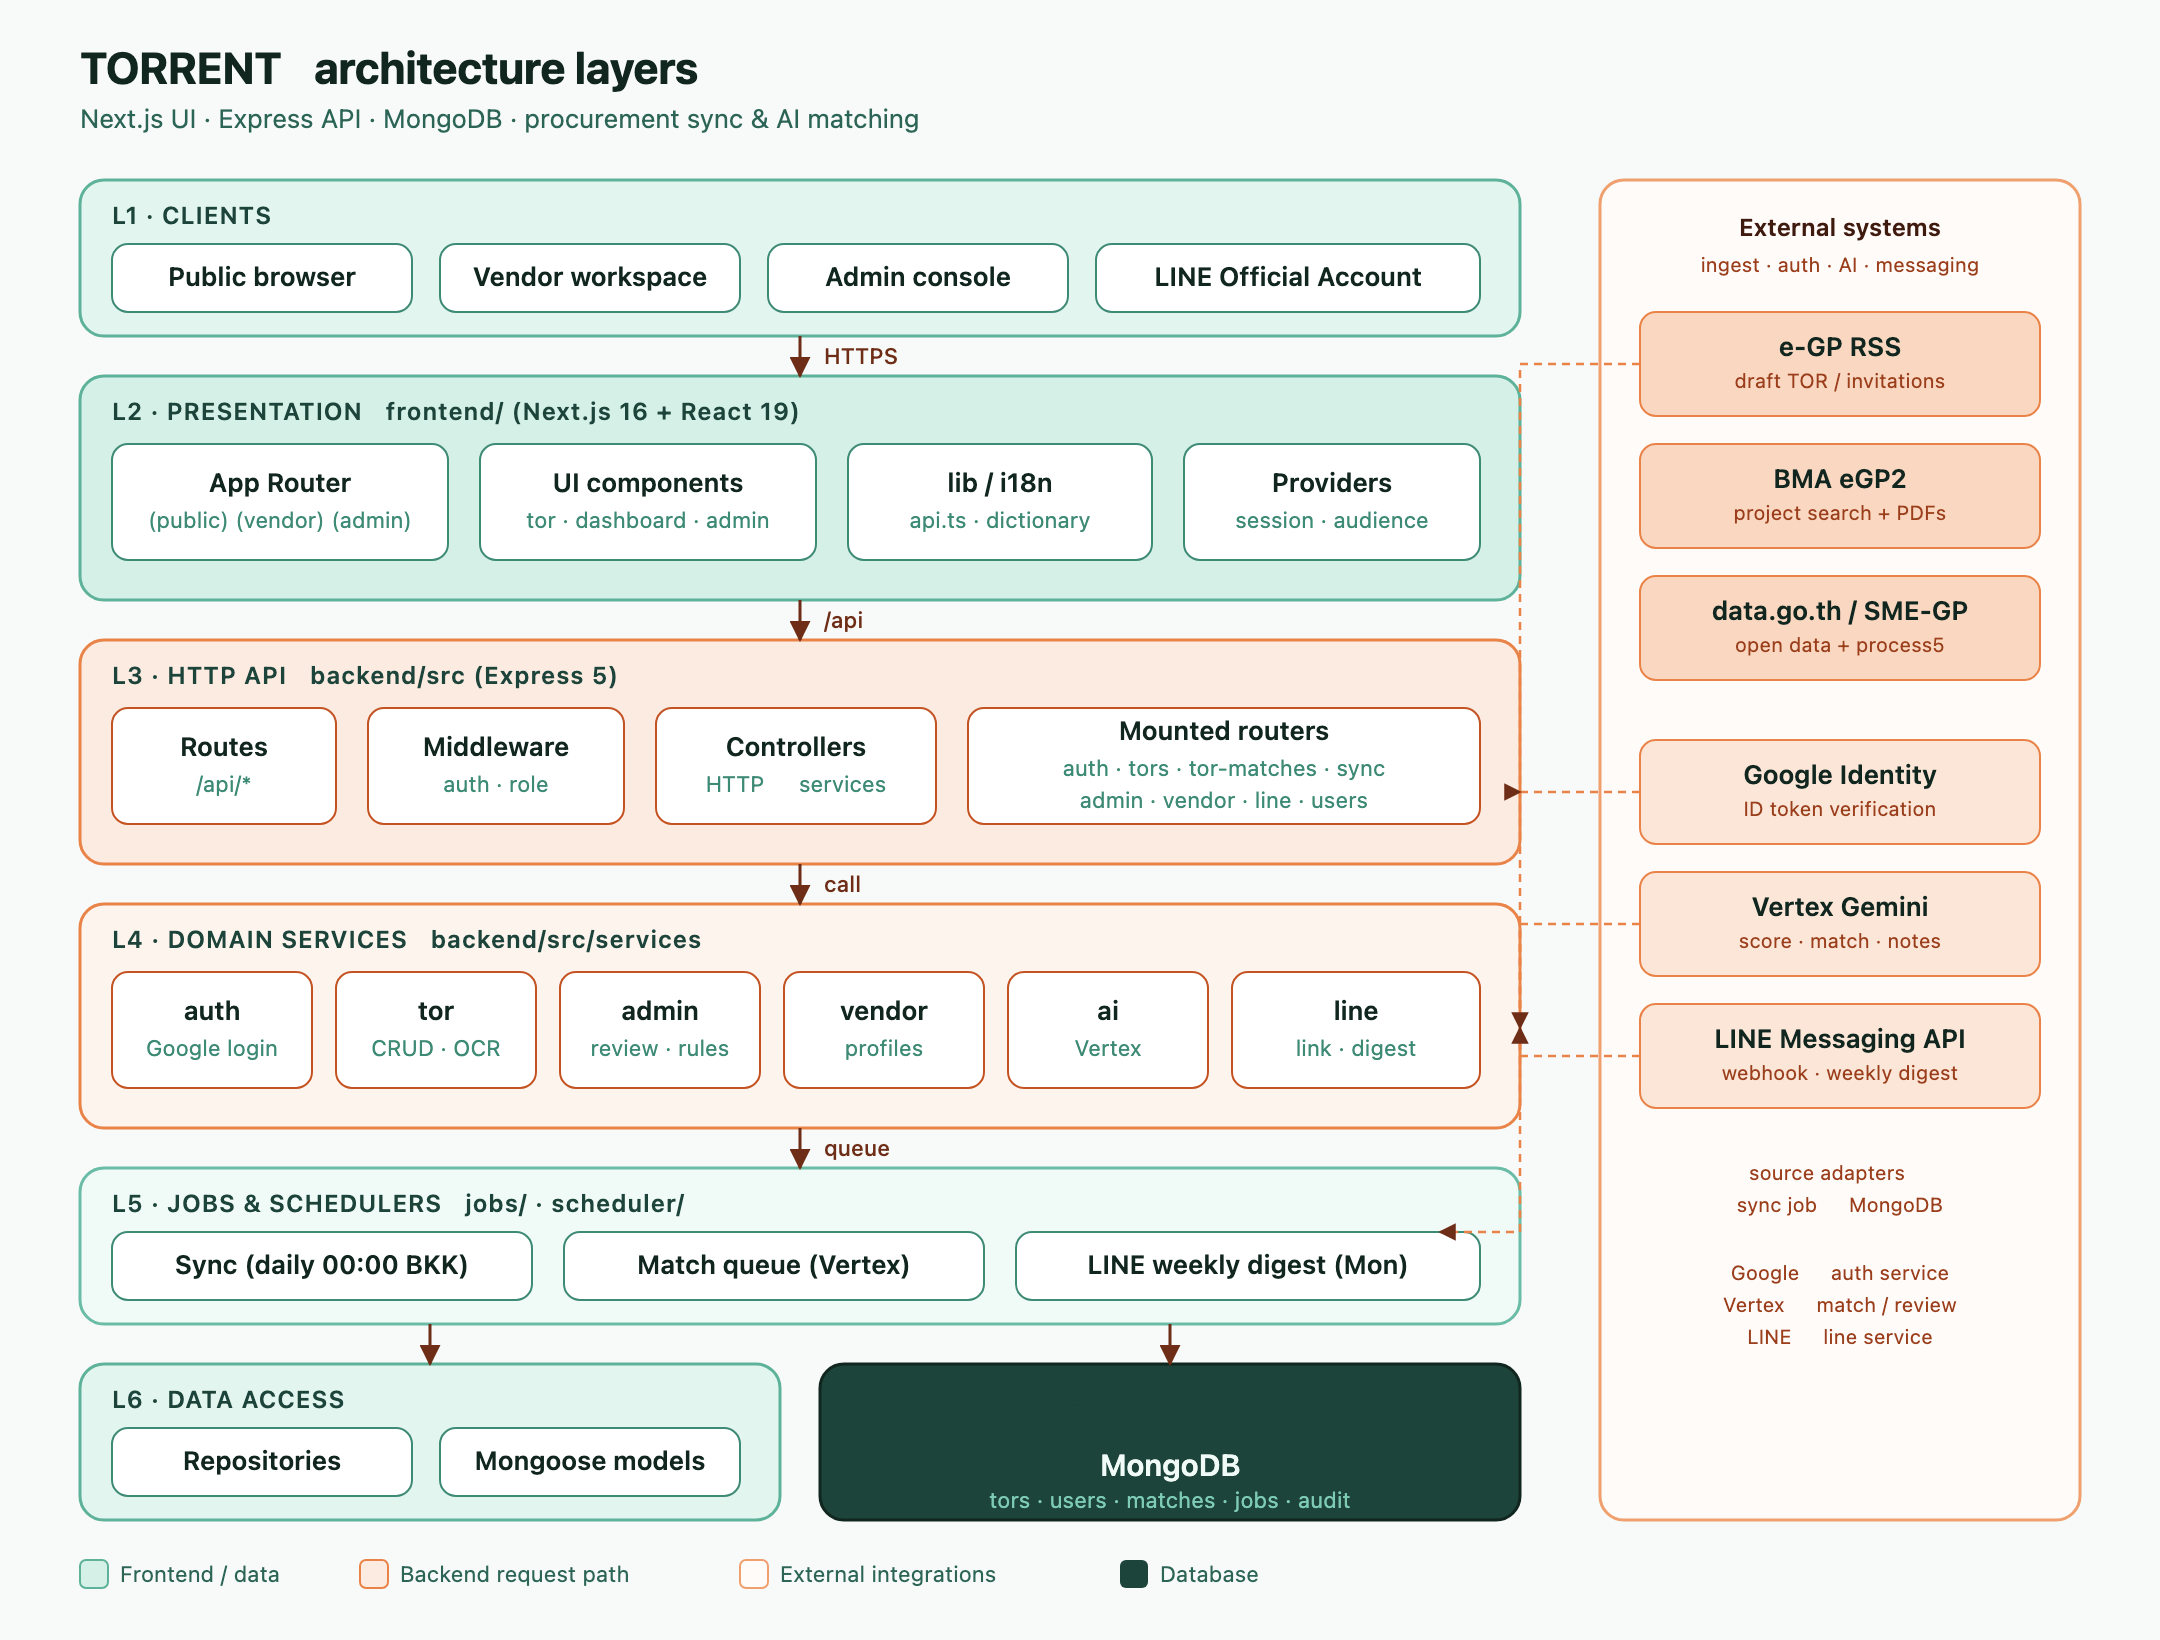 TORRENT architecture layers
Next.js UI · Express API · MongoDB · procurement sync & AI matching
L1 · CLIENTS
Public browser
Vendor workspace
Admin console
LINE Official Account
HTTPS
L2 · PRESENTATION frontend/ (Next.js 16 + React 19)
App Router
(public) (vendor) (admin)
UI components
tor · dashboard · admin
lib / i18n
api.ts · dictionary
Providers
session · audience
/api
L3 · HTTP API backend/src (Express 5)
Routes
/api/*
Middleware
auth · role
Controllers
HTTP services
Mounted routers
auth · tors · tor-matches · sync
admin · vendor · line · users
call
L4 · DOMAIN SERVICES backend/src/services
auth
Google login
tor
CRUD · OCR
admin
review · rules
vendor
profiles
ai
Vertex
line
link · digest
queue
L5 · JOBS & SCHEDULERS jobs/ · scheduler/
Sync (daily 00:00 BKK)
Match queue (Vertex)
LINE weekly digest (Mon)
L6 · DATA ACCESS
Repositories
Mongoose models
MongoDB
tors · users · matches · jobs · audit
External systems
ingest · auth · AI · messaging
e-GP RSS
draft TOR / invitations
BMA eGP2
project search + PDFs
data.go.th / SME-GP
open data + process5
Google Identity
ID token verification
Vertex Gemini
score · match · notes
LINE Messaging API
webhook · weekly digest
source adapters
sync job MongoDB
Google auth service
Vertex match / review
LINE line service
Frontend / data
Backend request path
External integrations
Database